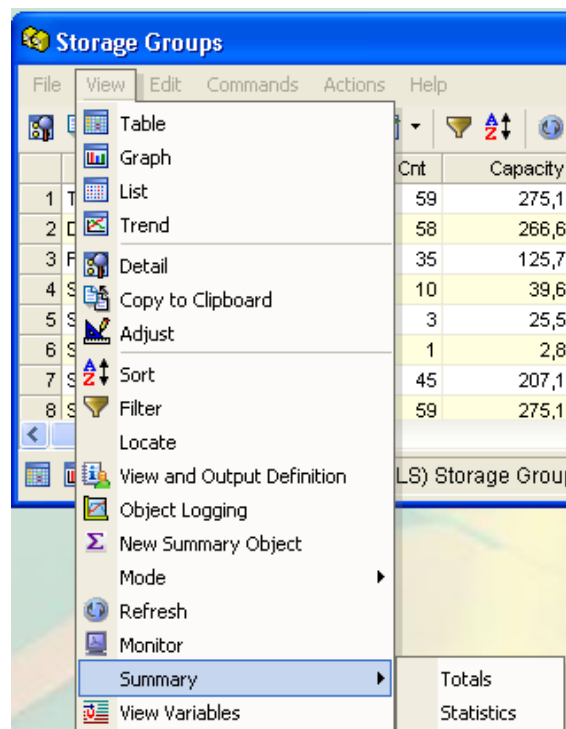 Storage Groups
File View Edit Commands Actions Help
Cnt Capacity
1 T 59 275,1
2 D 58 266,6
3 F 35 125,7
4 S 10 39,6
5 S 3 25,5
6 S 1 2,8
7 S 45 207,1
8 S 59 275,1
LS) Storage Grou
Table
Graph
List
Trend
Detail
Copy to Clipboard
Adjust
Sort
Filter
Locate
View and Output Definition
Object Logging
New Summary Object
Mode
Refresh
Monitor
Summary
View Variables
Totals
Statistics